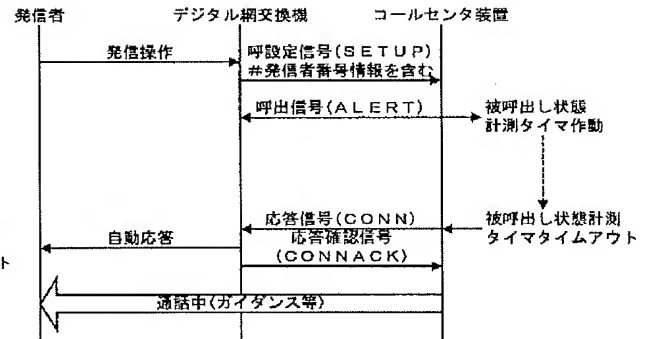 発信者
デジタル網交換機
コールセンタ装置
発信操作
呼設定信号(SETUP)
#発信者番号情報を含む
呼出信号(ALERT)
被呼出し状態
計測タイマ作動
応答信号(CONN)
被呼出し状態計測
タイマタイムアウト
自動応答
応答確認信号
(CONNACK)
ト
通話中(ガイダンス等)